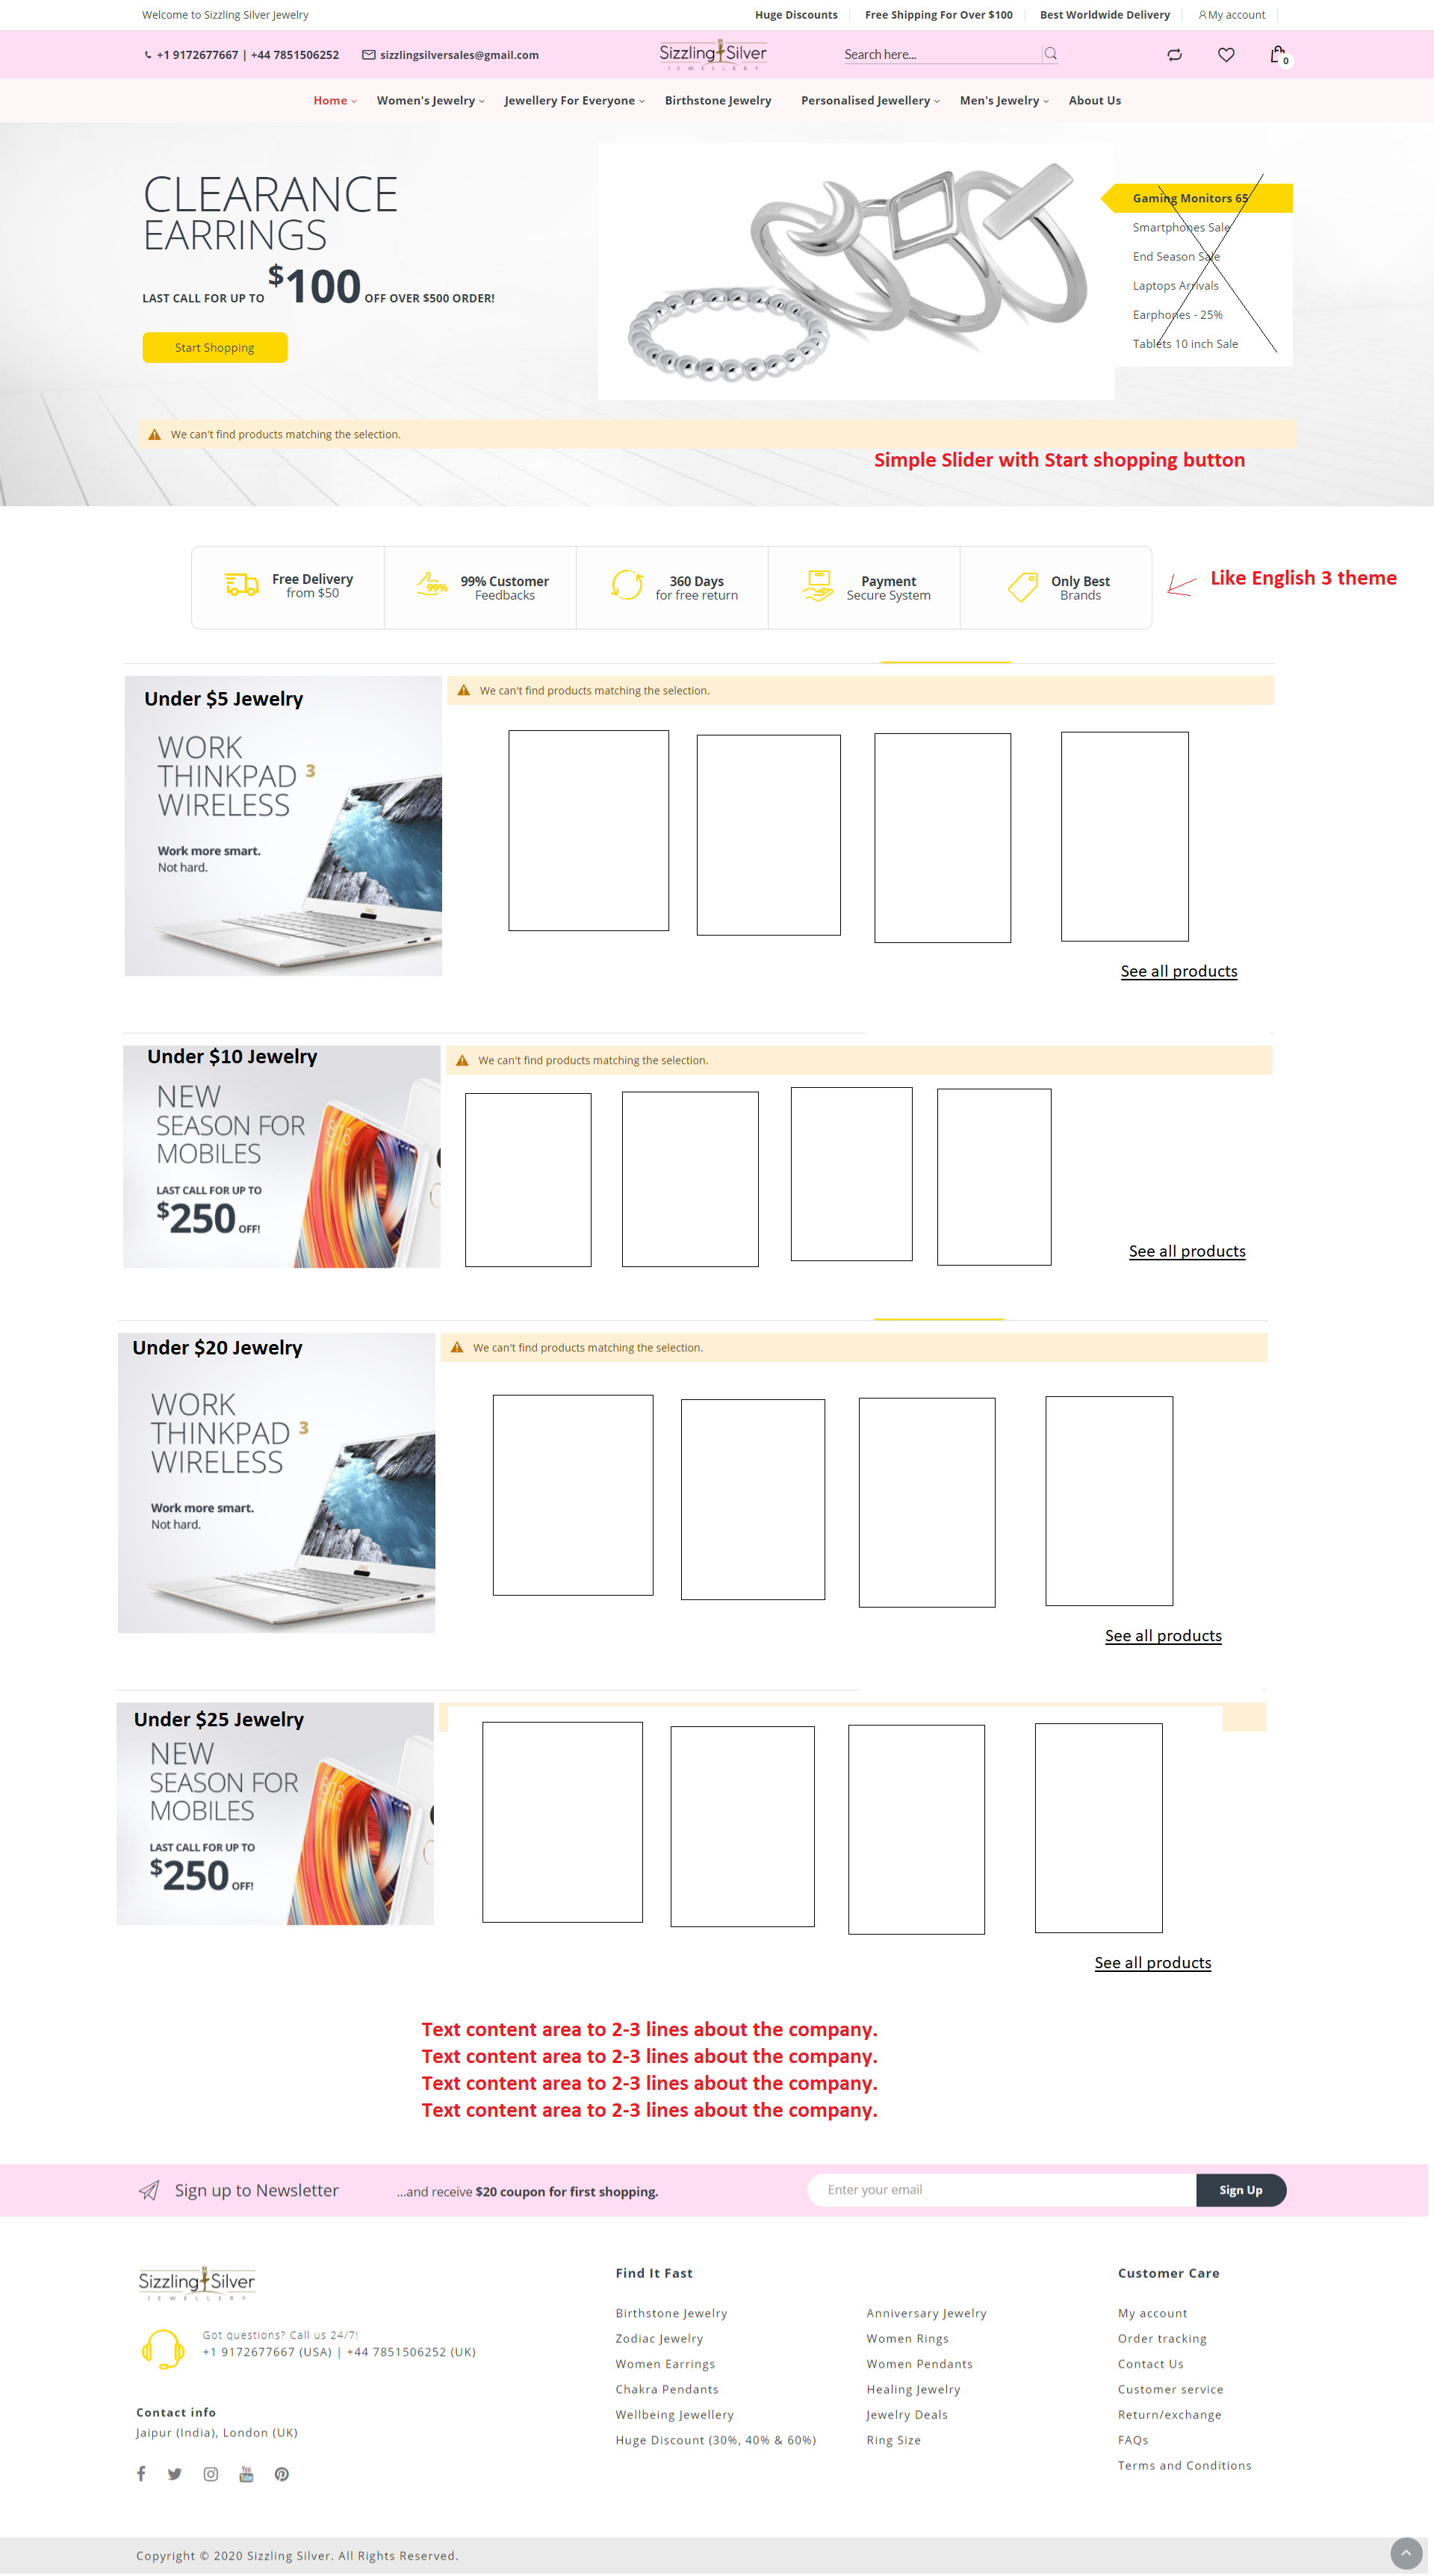 Welcome to Sizzling Silver Jewelry
Huge Discounts
Free Shipping For Over $100
Best Worldwide Delivery
My account
+1 9172677667 | +44 7851506252
sizzlingsilversales@gmail.com
Sizzling Silver
JEWELLERY
Search here...
0
Home
Women's Jewelry
Jewellery For Everyone
Birthstone Jewelry
Personalised Jewellery
Men's Jewelry
About Us
CLEARANCE
EARRINGS
LAST CALL FOR UP TO $100 OFF OVER $500 ORDER!
Start Shopping
Gaming Monitors 65
Smartphones Sale
End Season Sale
Laptops Arrivals
Earphones - 25%
Tablets 10 inch Sale
We can't find products matching the selection.
Simple Slider with Start shopping button
Free Delivery
from $50
99%
99% Customer
Feedbacks
360 Days
for free return
Payment
Secure System
Only Best
Brands
Like English 3 theme
Under $5 Jewelry
WORK
THINKPAD 3
WIRELESS
Work more smart.
Not hard.
We can't find products matching the selection.
See all products
Under $10 Jewelry
NEW
SEASON FOR
MOBILES
LAST CALL FOR UP TO
$250 OFF!
We can't find products matching the selection.
See all products
Under $20 Jewelry
WORK
THINKPAD 3
WIRELESS
Work more smart.
Not hard.
We can't find products matching the selection.
See all products
Under $25 Jewelry
NEW
SEASON FOR
MOBILES
LAST CALL FOR UP TO
$250 OFF!
See all products
Text content area to 2-3 lines about the company.
Text content area to 2-3 lines about the company.
Text content area to 2-3 lines about the company.
Text content area to 2-3 lines about the company.
Sign up to Newsletter
...and receive $20 coupon for first shopping.
Enter your email
Sign Up
Sizzling Silver
JEWELLERY
Got questions? Call us 24/7!
+1 9172677667 (USA) | +44 7851506252 (UK)
Contact info
Jaipur (India), London (UK)
You
Tube
Find It Fast
Birthstone Jewelry
Zodiac Jewelry
Women Earrings
Chakra Pendants
Wellbeing Jewellery
Huge Discount (30%, 40% & 60%)
Anniversary Jewelry
Women Rings
Women Pendants
Healing Jewelry
Jewelry Deals
Ring Size
Customer Care
My account
Order tracking
Contact Us
Customer service
Return/exchange
FAQs
Terms and Conditions
Copyright © 2020 Sizzling Silver. All Rights Reserved.